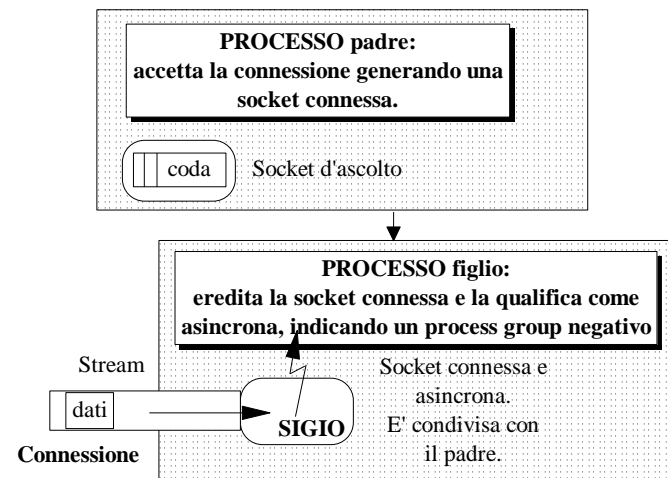 PROCESSO padre:
accetta la connessione generando una
socket connessa.
coda
Socket d'ascolto
PROCESSO figlio:
eredita la socket connessa e la qualifica come
asincrona, indicando un process group negativo
Stream
dati
Connessione
SIGIO
Socket connessa e
asincrona.
E' condivisa con
il padre.